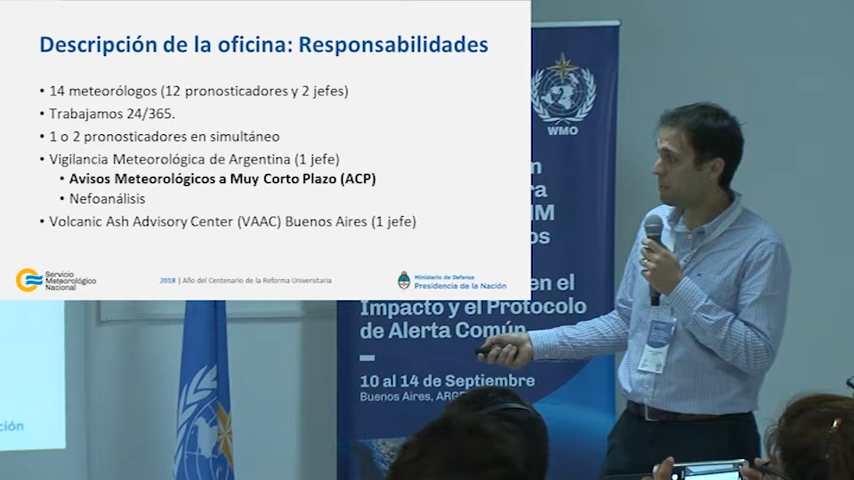 Descripción de la oficina: Responsabilidades
• 14 meteorólogos (12 pronosticadores y 2 jefes)
• Trabajamos 24/365.
• 1 o 2 pronosticadores en simultáneo
• Vigilancia Meteorológica de Argentina (1 jefe)
• Avisos Meteorológicos a Muy Corto Plazo (ACP)
• Nefoanálisis
• Volcanic Ash Advisory Center (VAAC) Buenos Aires (1 jefe)
Servicio
Meteorológico
Nacional
2018 | Año del Centenario de la Reforma Universitaria
Ministerio de Defensa
Presidencia de la Nación
WMO
en el
Impacto y el Protocolo
de Alerta Común
10 al 14 de Septiembre
Buenos Aires,